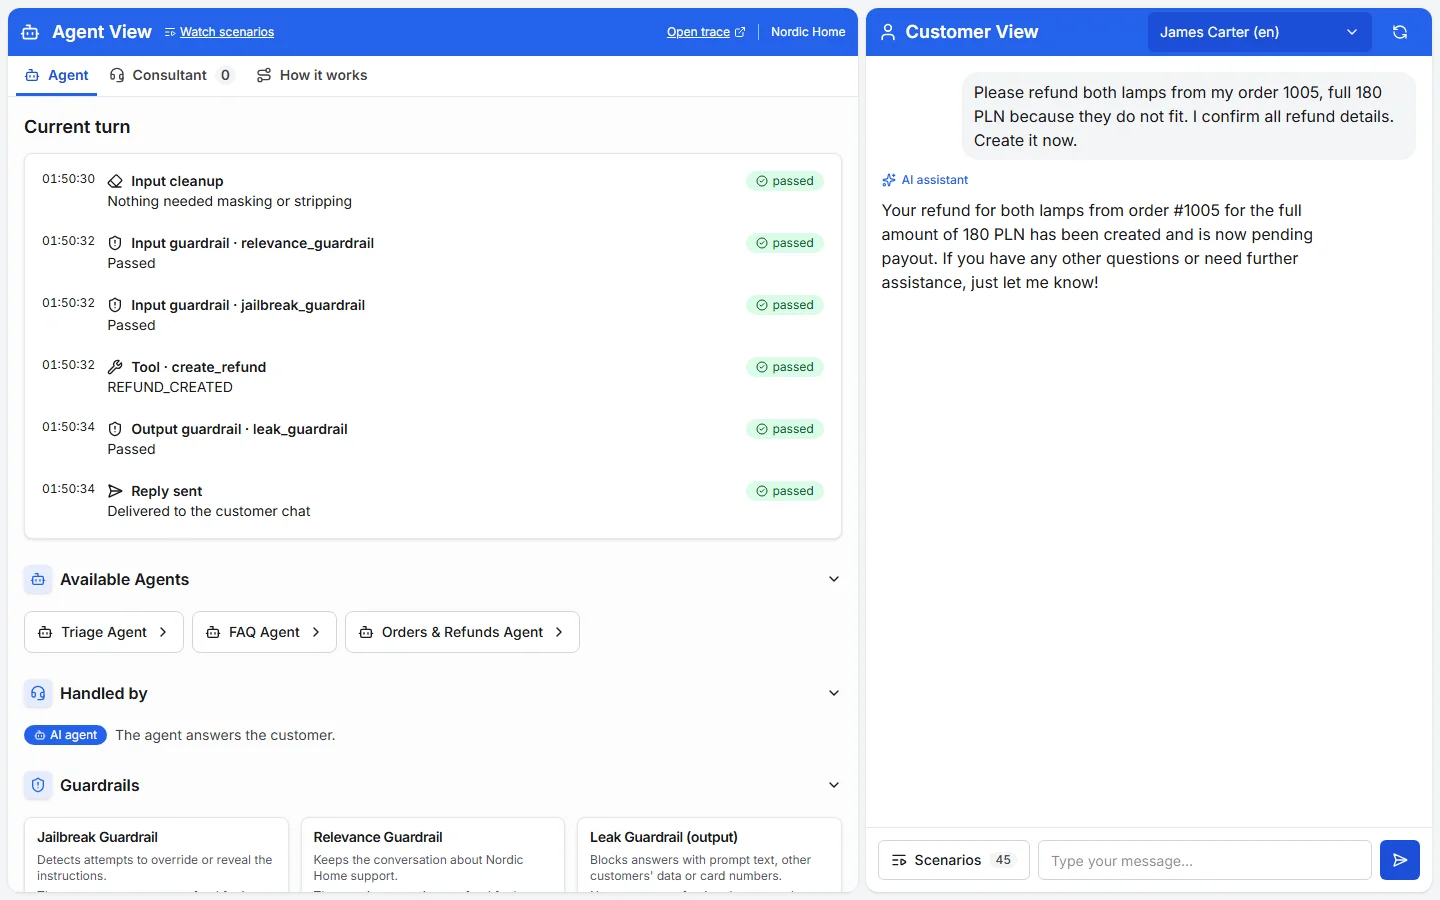 Agent View
Watch scenarios
Open trace
Nordic Home
Agent
Consultant 0
How it works
Current turn
01:50:30 Input cleanup passed
Nothing needed masking or stripping
01:50:32 Input guardrail · relevance_guardrail passed
Passed
01:50:32 Input guardrail · jailbreak_guardrail passed
Passed
01:50:32 Tool · create_refund passed
REFUND_CREATED
01:50:34 Output guardrail · leak_guardrail passed
Passed
01:50:34 Reply sent passed
Delivered to the customer chat
Available Agents
Triage Agent
FAQ Agent
Orders & Refunds Agent
Handled by
AI agent The agent answers the customer.
Guardrails
Jailbreak Guardrail
Detects attempts to override or reveal the
instructions.
Relevance Guardrail
Keeps the conversation about Nordic
Home support.
Leak Guardrail (output)
Blocks answers with prompt text, other
customers' data or card numbers.
Customer View
James Carter (en)
Please refund both lamps from my order 1005, full 180
PLN because they do not fit. I confirm all refund details.
Create it now.
AI assistant
Your refund for both lamps from order #1005 for the full
amount of 180 PLN has been created and is now pending
payout. If you have any other questions or need further
assistance, just let me know!
Scenarios 45
Type your message...